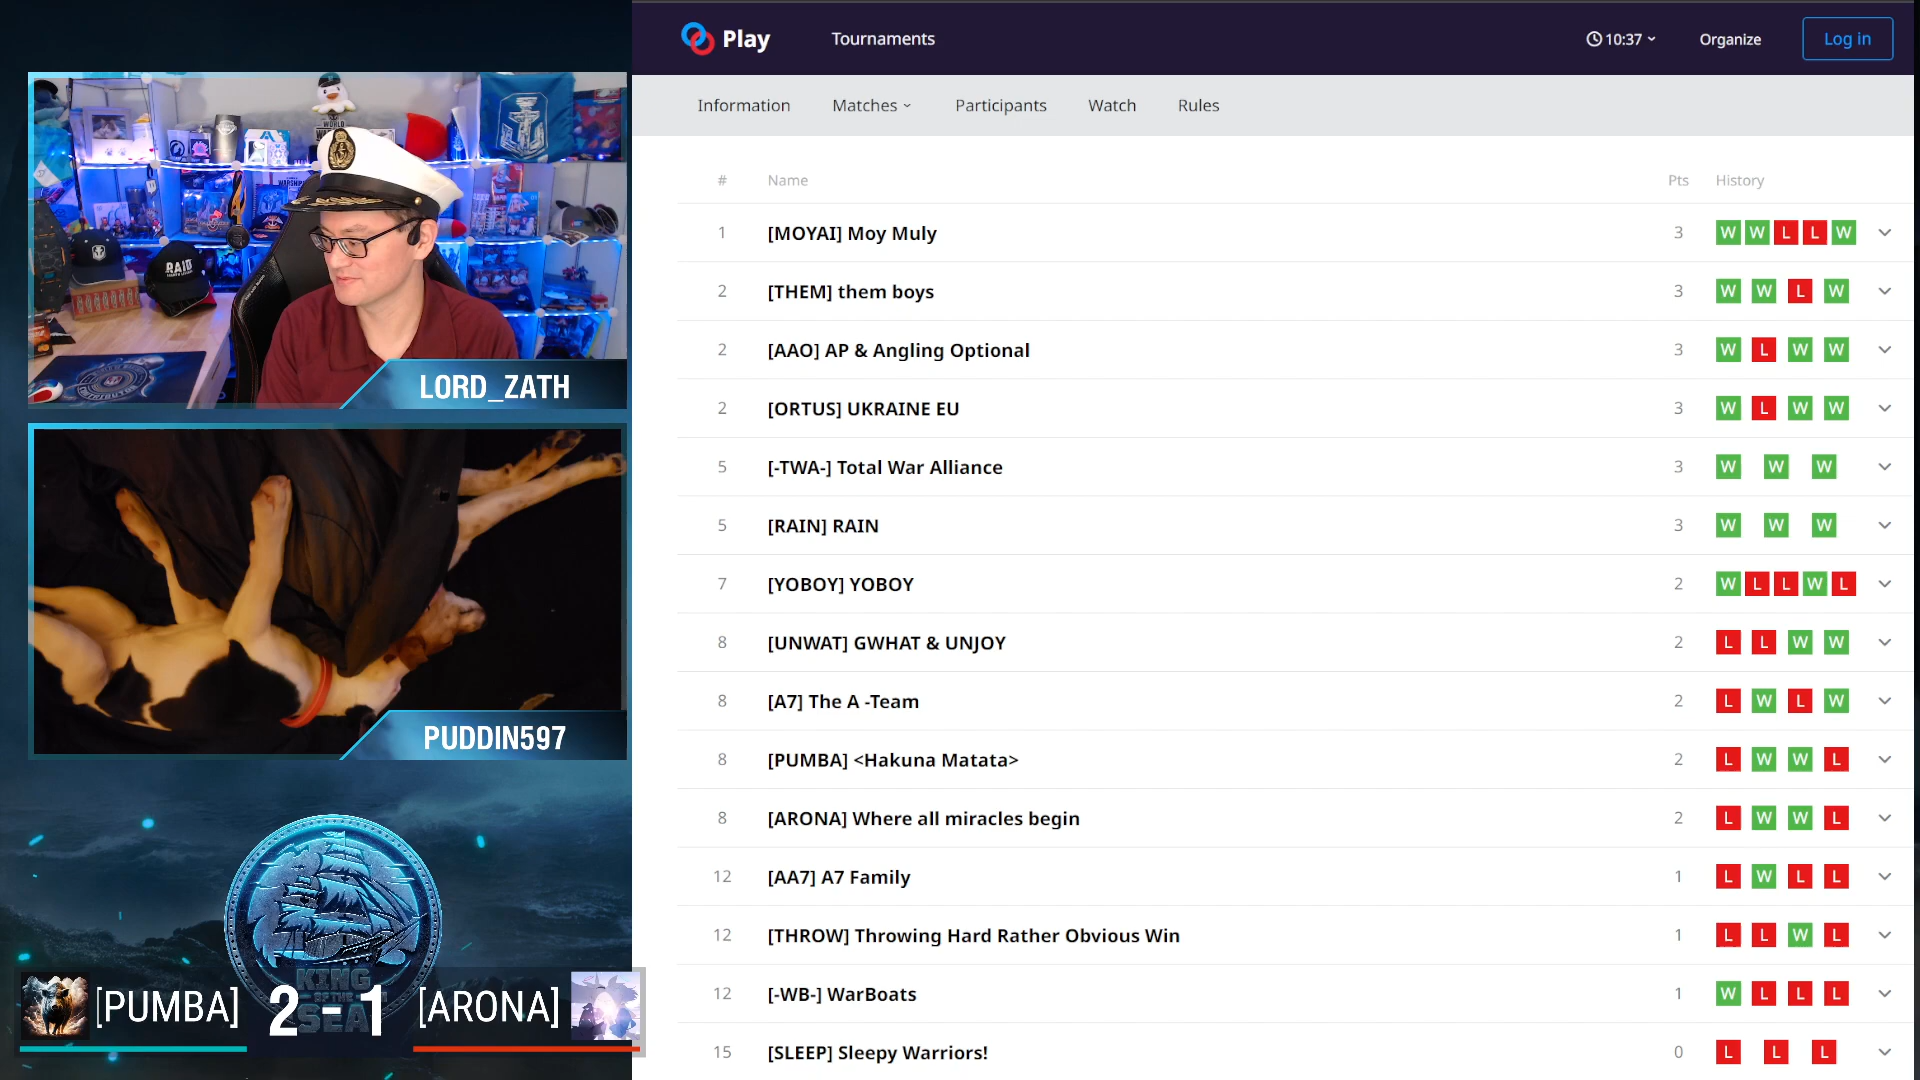 Play
Tournaments
10:37
Organize
Log in
Information
Matches
Participants
Watch
Rules
# Name Pts History
1 [MOYAI] Moy Muly 3 W W L L W
2 [THEM] them boys 3 W W L W
2 [AAO] AP & Angling Optional 3 W L W W
2 [ORTUS] UKRAINE EU 3 W L W W
5 [-TWA-] Total War Alliance 3 W W W
5 [RAIN] RAIN 3 W W W
7 [YOBOY] YOBOY 2 W L L W L
8 [UNWAT] GWHAT & UNJOY 2 L L W W
8 [A7] The A -Team 2 L W L W
8 [PUMBA] <Hakuna Matata> 2 L W W L
8 [ARONA] Where all miracles begin 2 L W W L
12 [AA7] A7 Family 1 L W L L
12 [THROW] Throwing Hard Rather Obvious Win 1 L L W L
12 [-WB-] WarBoats 1 W L L L
15 [SLEEP] Sleepy Warriors! 0 L L L
RAID
LORD_ZATH
PUDDIN597
KING
OF THE
SEA
[PUMBA] 2-1 [ARONA]